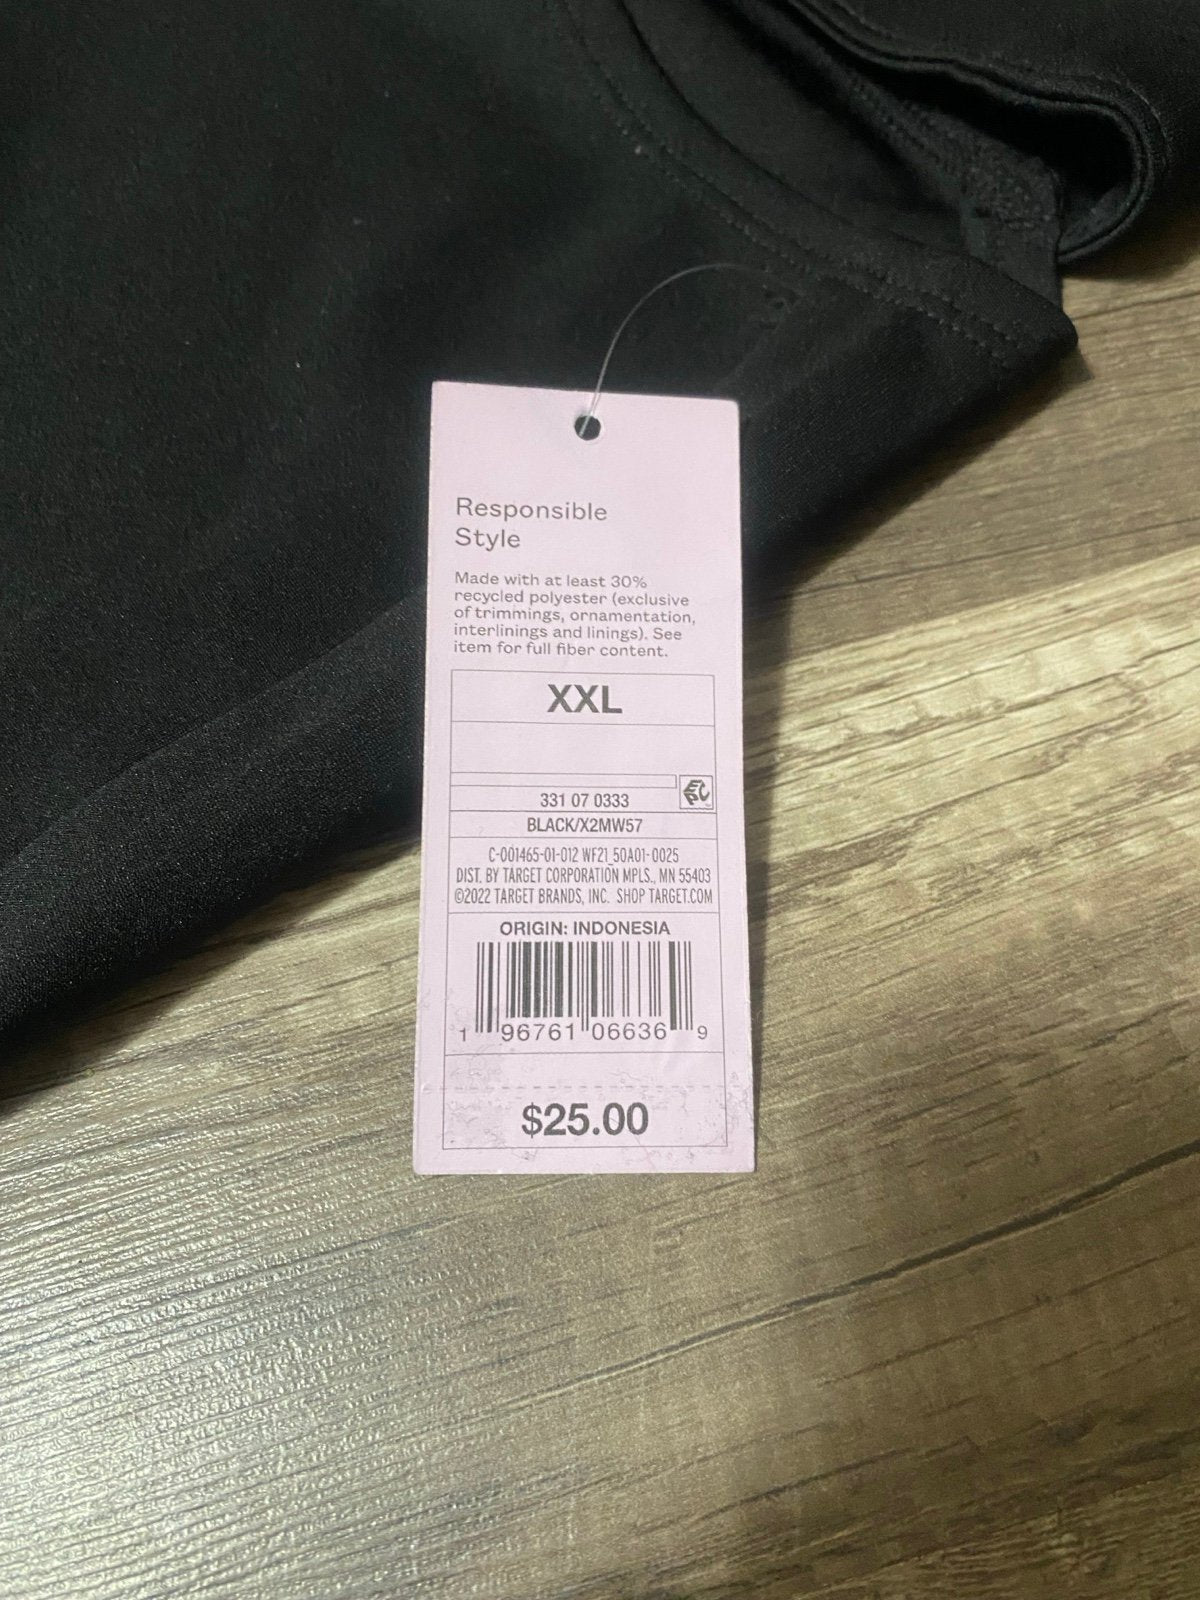 Responsible
Style
Made with at least 30%
recycled polyester (exclusive
of trimmings, ornamentation,
interlinings and linings). See
item for full fiber content.
XXL
EPC
331 07 0333
BLACK/X2MW57
C-001465-01-012 WF21_50A01-0025
DIST. BY TARGET CORPORATION MPLS., MN 55403
©2022 TARGET BRANDS, INC. SHOP TARGET.COM
ORIGIN: INDONESIA
1 96761 06636 9
$25.00